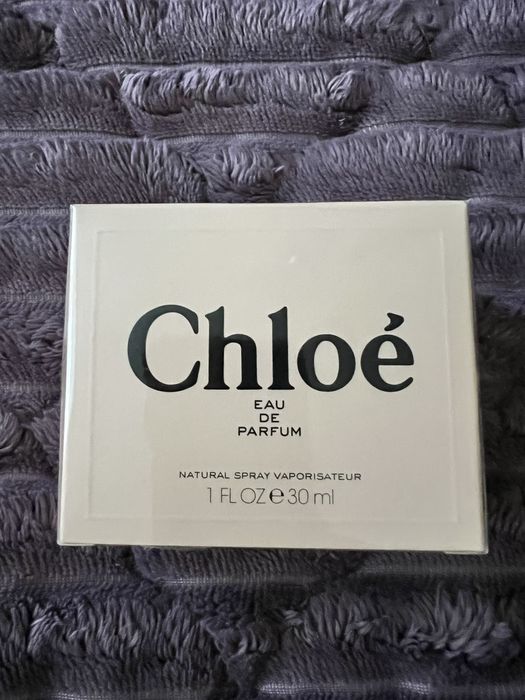 Chloé
EAU
DE
PARFUM
NATURAL SPRAY VAPORISATEUR
1 FL OZ ℮ 30 ml